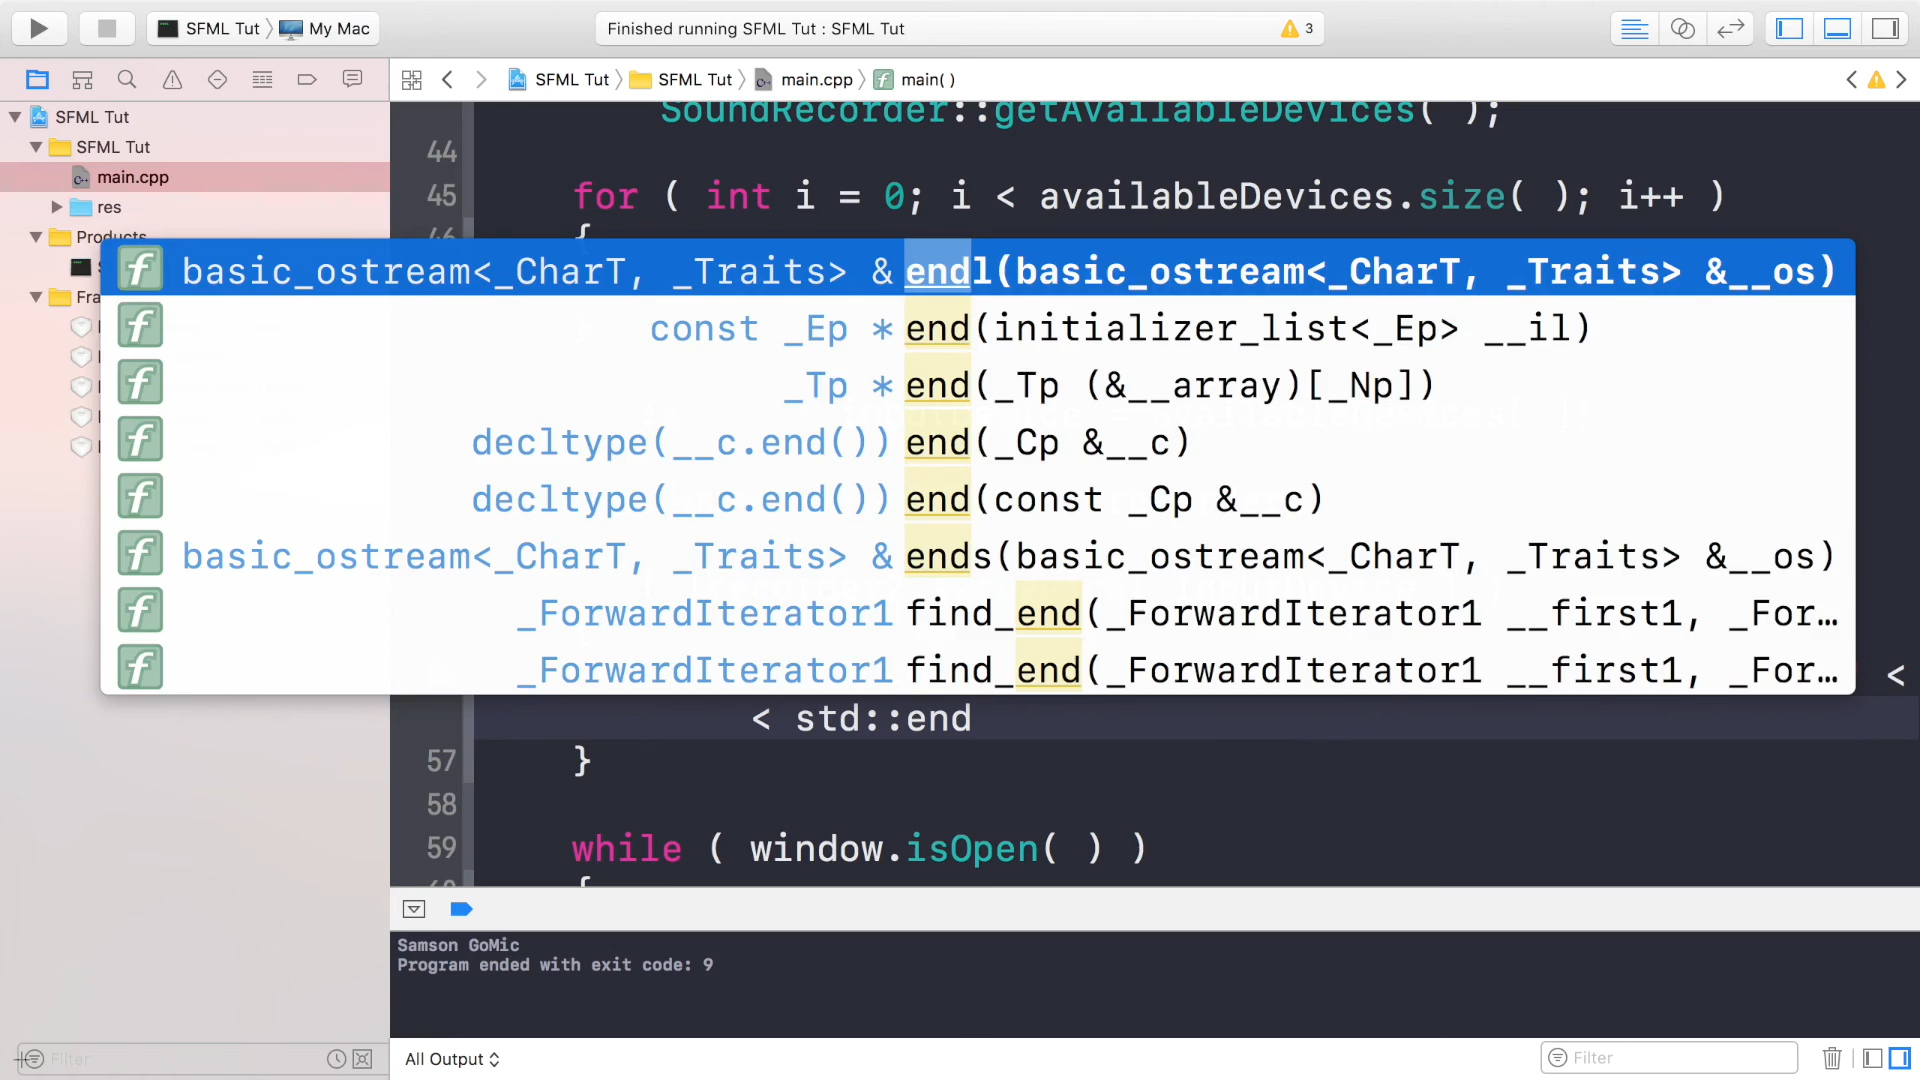 SFML Tut My Mac
Finished running SFML Tut : SFML Tut
3
SFML Tut SFML Tut main.cpp main( )
SFML Tut
SFML Tut
main.cpp
res
Products
Fra
SoundRecorder::getAvailableDevices( );
44
45 for ( int i = 0; i < availableDevices.size( ); i++ )
46 {
basic_ostream<_CharT, _Traits> & endl(basic_ostream<_CharT, _Traits> &__os)
const _Ep * end(initializer_list<_Ep> __il)
_Tp * end(_Tp (&__array)[_Np])
decltype(__c.end()) end(_Cp &__c)
decltype(__c.end()) end(const _Cp &__c)
basic_ostream<_CharT, _Traits> & ends(basic_ostream<_CharT, _Traits> &__os)
_ForwardIterator1 find_end(_ForwardIterator1 __first1, _For…
_ForwardIterator1 find_end(_ForwardIterator1 __first1, _For…
<
< std::end
57 }
58
59 while ( window.isOpen( ) )
60 {
Samson GoMic
Program ended with exit code: 9
Filter
All Output
Filter